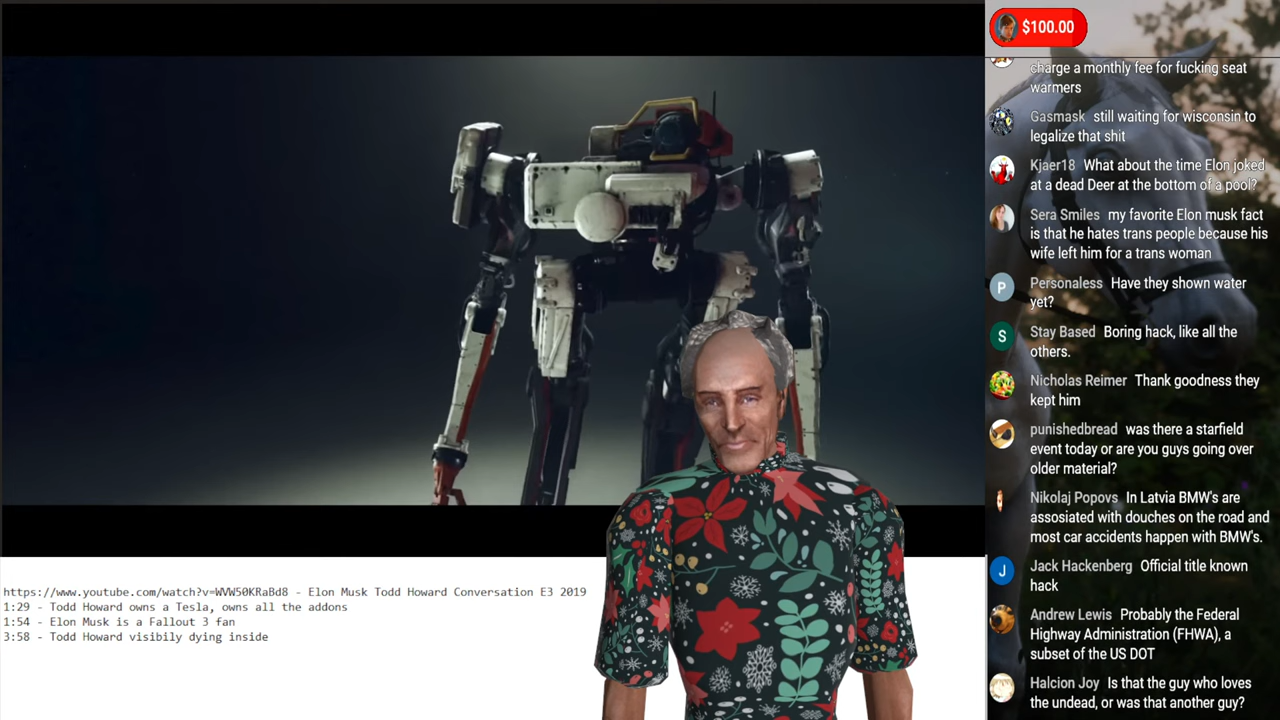 $100.00
charge a monthly fee for fucking seat
warmers
Gasmask still waiting for wisconsin to
legalize that shit
Kjaer18 What about the time Elon joked
at a dead Deer at the bottom of a pool?
Sera Smiles my favorite Elon musk fact
is that he hates trans people because his
wife left him for a trans woman
P Personaless Have they shown water
yet?
S Stay Based Boring hack, like all the
others.
Nicholas Reimer Thank goodness they
kept him
punishedbread was there a starfield
event today or are you guys going over
older material?
Nikolaj Popovs In Latvia BMW's are
assosiated with douches on the road and
most car accidents happen with BMW's.
J Jack Hackenberg Official title known
hack
Andrew Lewis Probably the Federal
Highway Administration (FHWA), a
subset of the US DOT
Halcion Joy Is that the guy who loves
the undead, or was that another guy?
https://www.youtube.com/watch?v=WVW50KRaBd8 - Elon Musk Todd Howard Conversation E3 2019
1:29 - Todd Howard owns a Tesla, owns all the addons
1:54 - Elon Musk is a Fallout 3 fan
3:58 - Todd Howard visibily dying inside